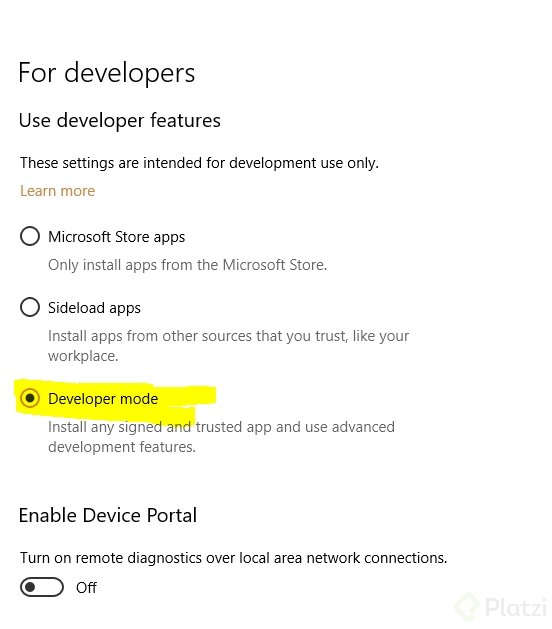 For developers
Use developer features
These settings are intended for development use only.
Learn more
Microsoft Store apps
Only install apps from the Microsoft Store.
Sideload apps
Install apps from other sources that you trust, like your
workplace.
Developer mode
Install any signed and trusted app and use advanced
development features.
Enable Device Portal
Turn on remote diagnostics over local area network connections.
Off
Platzi